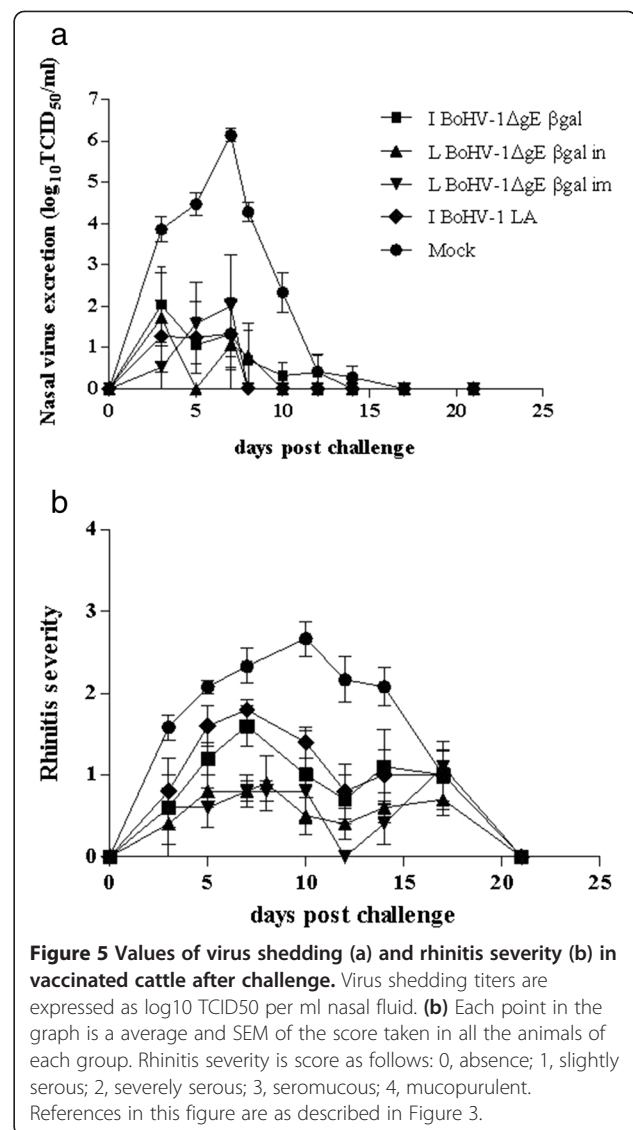 a
Nasal virus excretion (log10TCID50/ml)
7
6
5
4
3
2
1
0
I BoHV-1ΔgE βgal
L BoHV-1ΔgE βgal in
L BoHV-1ΔgE βgal im
I BoHV-1 LA
Mock
0 5 10 15 20 25
days post challenge
b
Rhinitis severity
4
3
2
1
0
0 5 10 15 20 25
days post challenge
Figure 5 Values of virus shedding (a) and rhinitis severity (b) in
vaccinated cattle after challenge. Virus shedding titers are
expressed as log10 TCID50 per ml nasal fluid. (b) Each point in the
graph is a average and SEM of the score taken in all the animals of
each group. Rhinitis severity is score as follows: 0, absence; 1, slightly
serous; 2, severely serous; 3, seromucous; 4, mucopurulent.
References in this figure are as described in Figure 3.